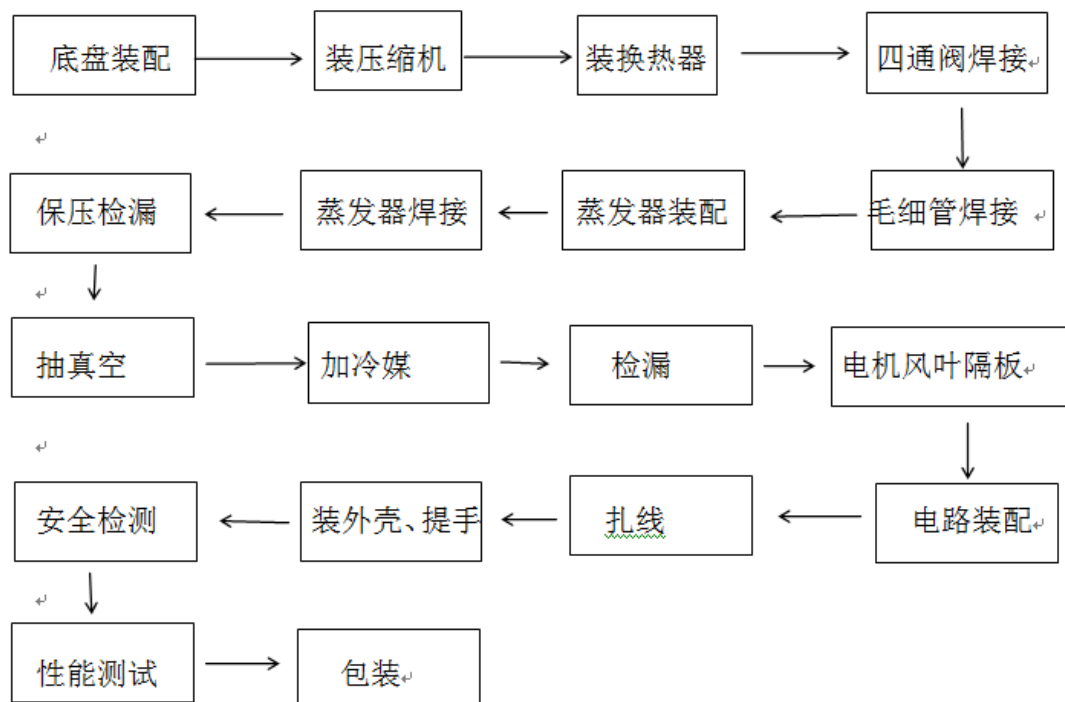 底盘装配
装压缩机
装换热器
四通阀焊接
保压检漏
蒸发器焊接
蒸发器装配
毛细管焊接
抽真空
加冷媒
检漏
电机风叶隔板
安全检测
装外壳、提手
扎线
电路装配
性能测试
包装